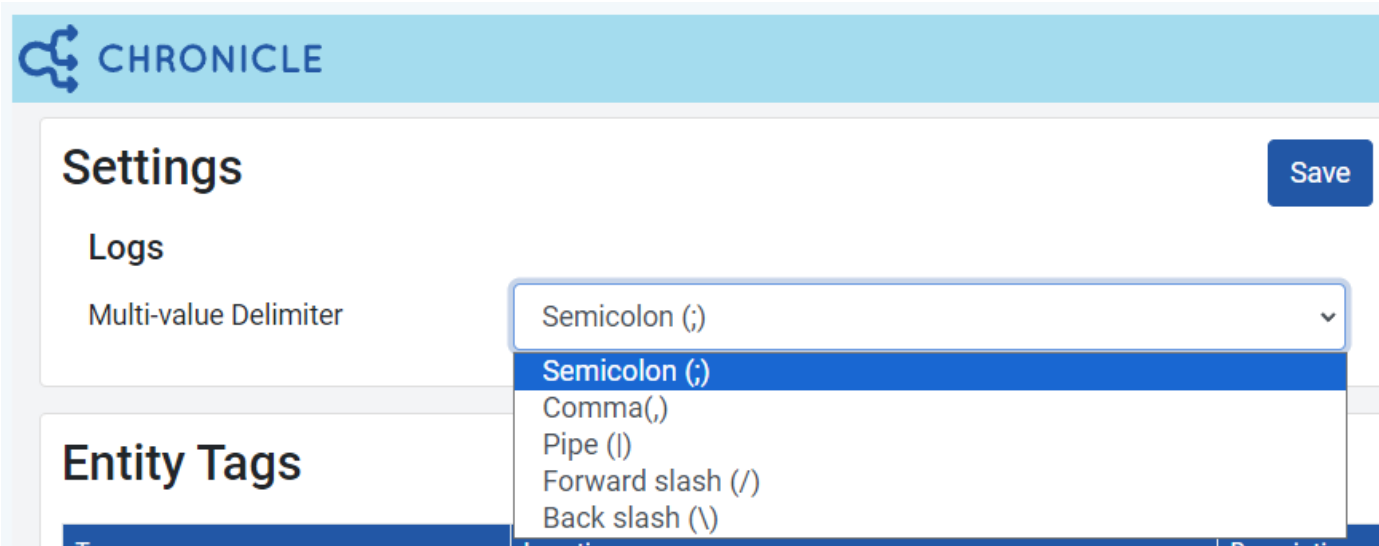 CHRONICLE
Settings
Save
Logs
Multi-value Delimiter
Semicolon (;)
Semicolon (;)
Comma(,)
Pipe (|)
Forward slash (/)
Back slash (\)
Entity Tags